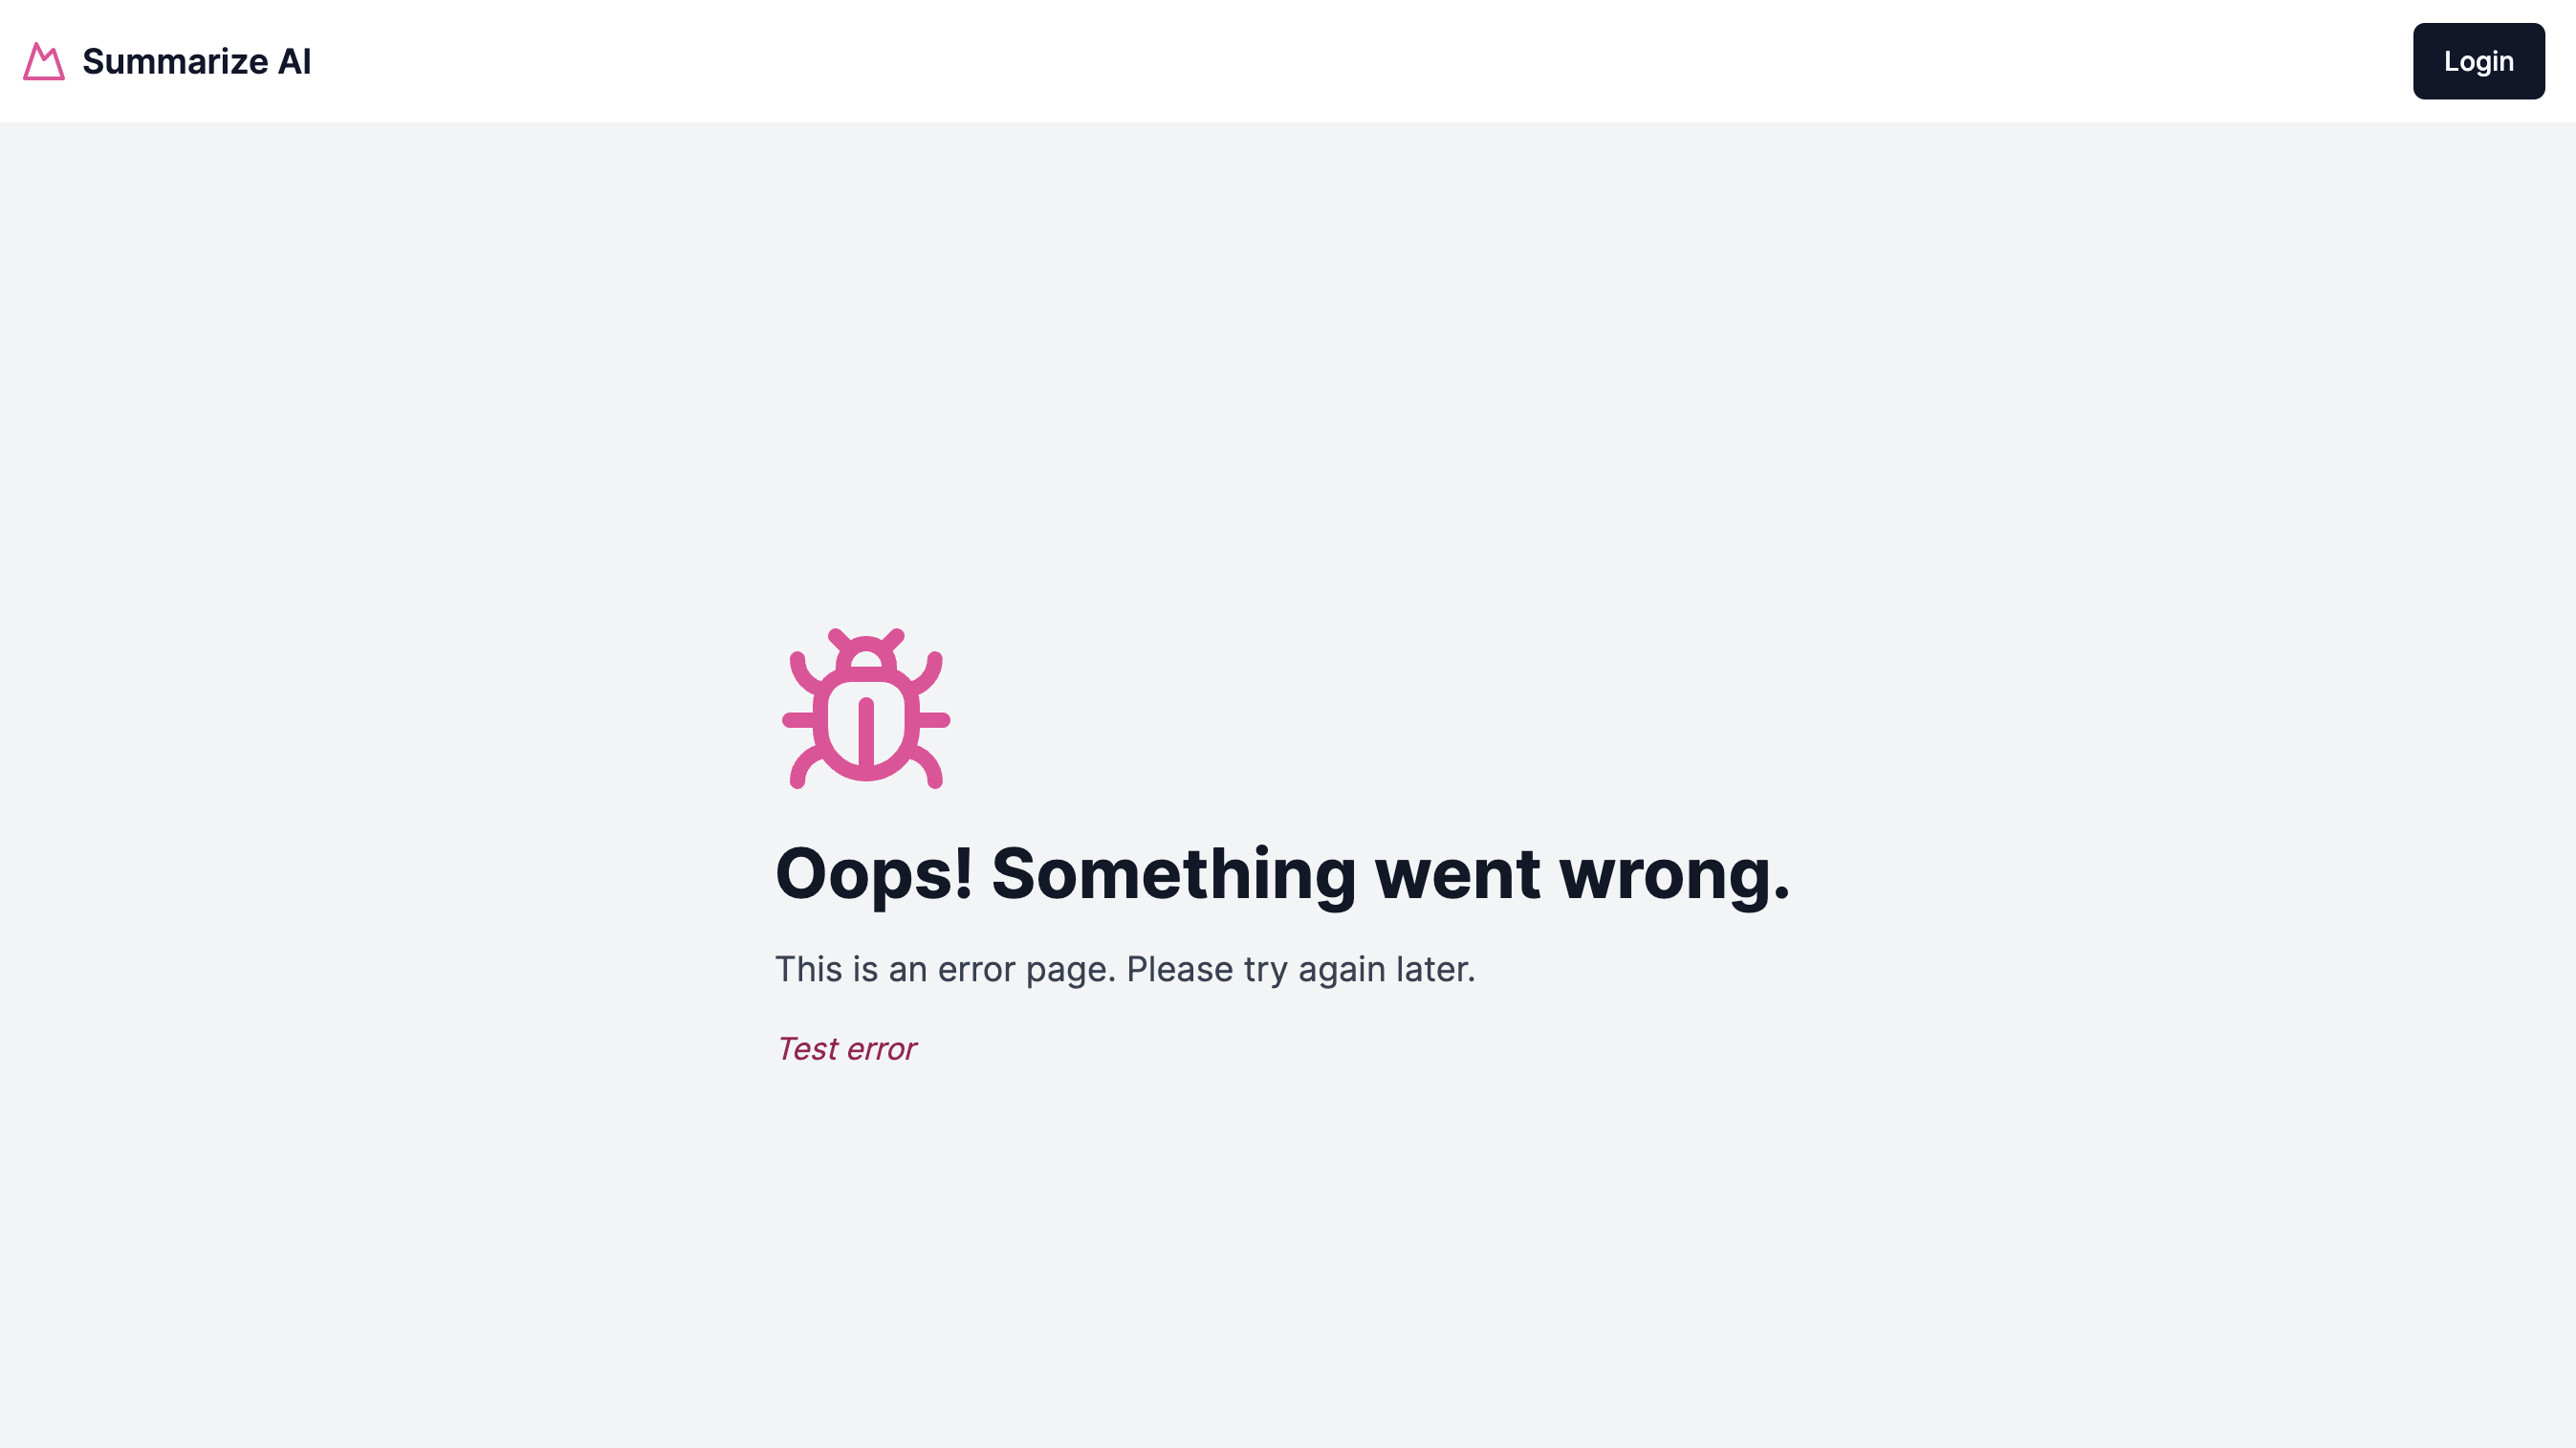 Summarize AI
Login
Oops! Something went wrong.
This is an error page. Please try again later.
Test error